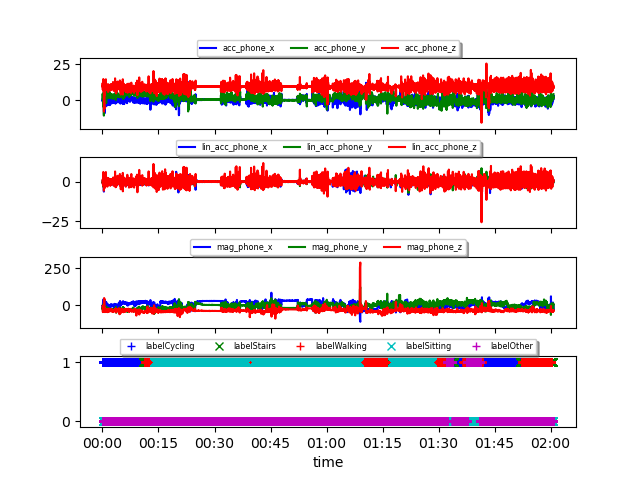 acc_phone_x acc_phone_y acc_phone_z
25
0
lin_acc_phone_x lin_acc_phone_y lin_acc_phone_z
0
−25
mag_phone_x mag_phone_y mag_phone_z
250
0
labelCycling labelStairs labelWalking labelSitting labelOther
1
0
00:00 00:15 00:30 00:45 01:00 01:15 01:30 01:45 02:00
time